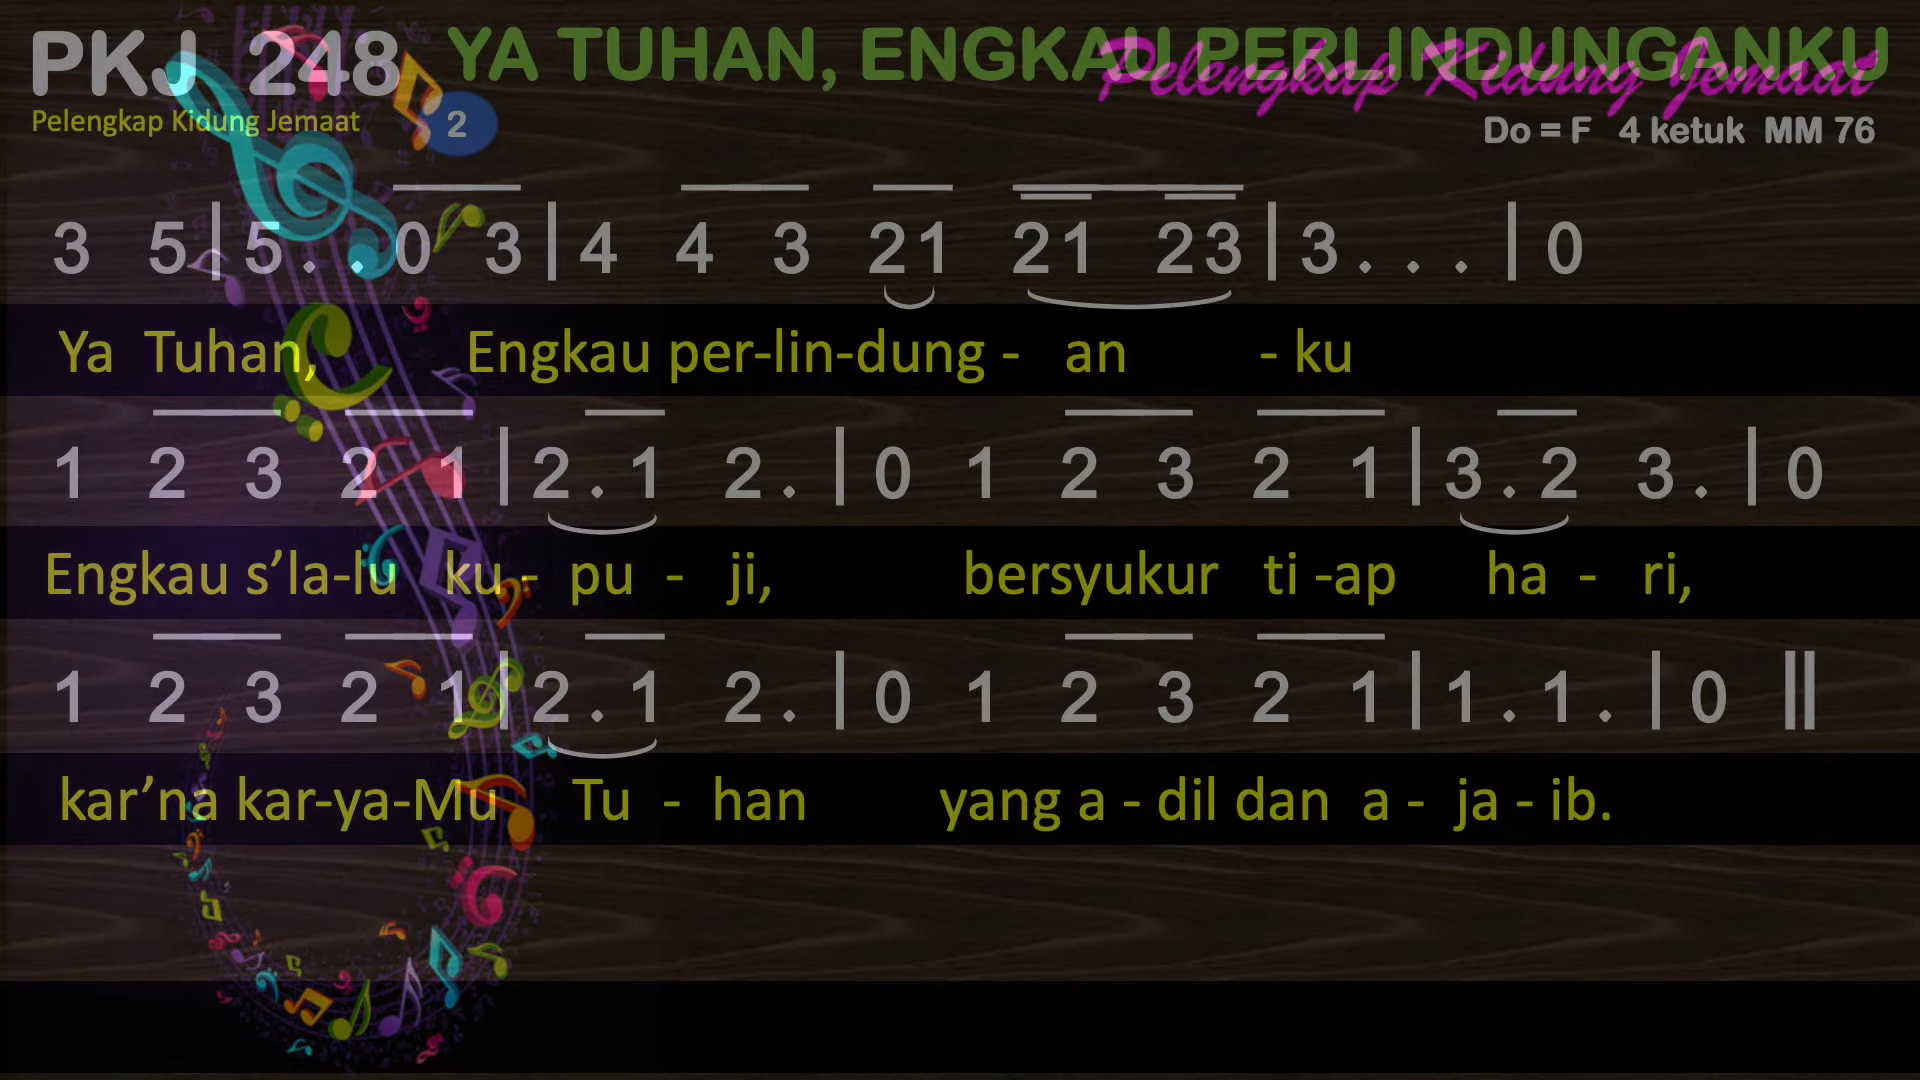 PKJ 248 YA TUHAN, ENGKAU PERLINDUNGANKU
Pelengkap Kidung Jemaat
Pelengkap Kidung Jemaat 2
Do = F 4 ketuk MM 76
3 5 | 5 . . 0 3 | 4 4 3 21 21 23 | 3 . . . | 0
Ya Tuhan, Engkau per-lin-dung - an - ku
1 2 3 2 1 | 2 . 1 2 . | 0 1 2 3 2 1 | 3 . 2 3 . | 0
Engkau s’la-lu ku - pu - ji, bersyukur ti -ap ha - ri,
1 2 3 2 1 | 2 . 1 2 . | 0 1 2 3 2 1 | 1 . 1 . | 0 ||
kar’na kar-ya-Mu Tu - han yang a - dil dan a - ja - ib.